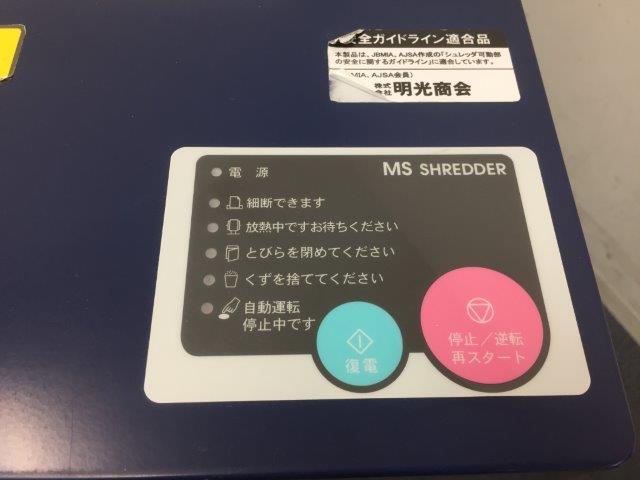 全ガイドライン適合品
本製品は、JBMIA、AJSA作成の「シュレッダ可動部
の安全に関するガイドライン」に適合しています。
MIA、AJSA会員）
株式
会社 明光商会
電源 MS SHREDDER
細断できます
放熱中ですお待ちください
とびらを閉めてください
くずを捨ててください
自動運転
停止中です
復電
停止／逆転
再スタート